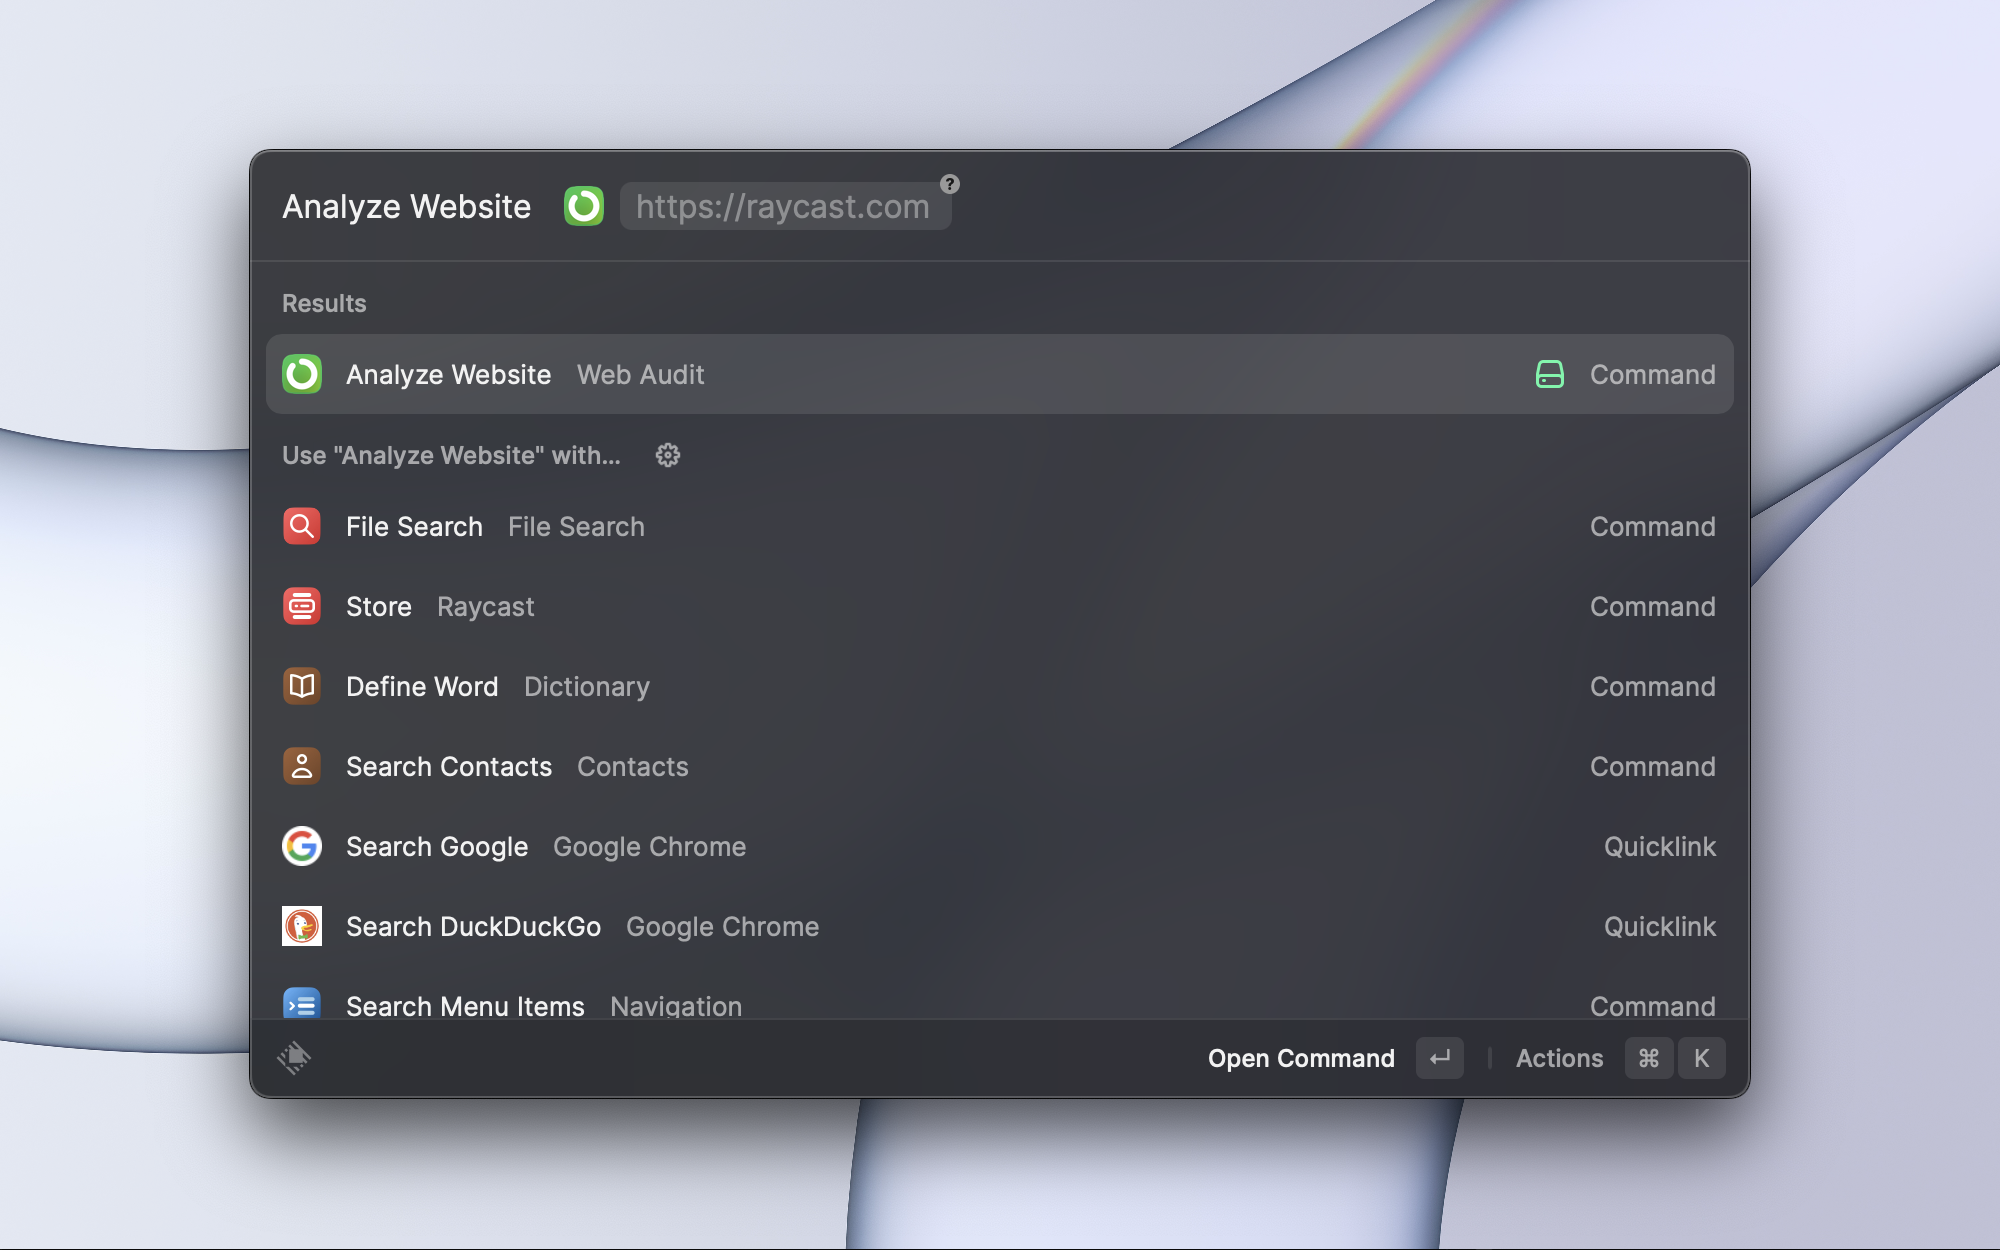 Analyze Website https://raycast.com ?
Results
Analyze Website Web Audit Command
Use "Analyze Website" with...
File Search File Search Command
Store Raycast Command
Define Word Dictionary Command
Search Contacts Contacts Command
Search Google Google Chrome Quicklink
Search DuckDuckGo Google Chrome Quicklink
Search Menu Items Navigation Command
Open Command ↵ Actions ⌘ K